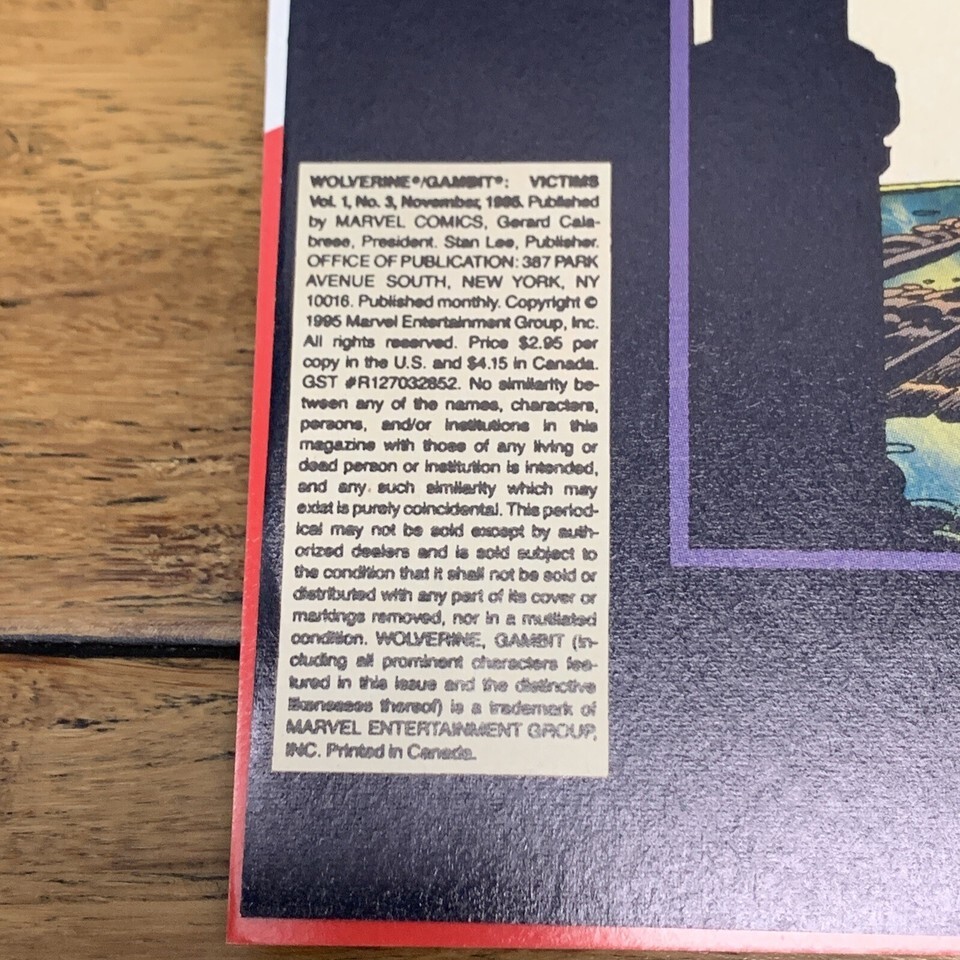 WOLVERINE®/GAMBIT®: VICTIMS
Vol. 1, No. 3, November, 1995. Published
by MARVEL COMICS, Gerard Cala-
brese, President. Stan Lee, Publisher.
OFFICE OF PUBLICATION: 387 PARK
AVENUE SOUTH, NEW YORK, NY
10016. Published monthly. Copyright ©
1995 Marvel Entertainment Group, Inc.
All rights reserved. Price $2.95 per
copy in the U.S. and $4.15 in Canada.
GST #R127032852. No similarity be-
tween any of the names, characters,
persons, and/or institutions in this
magazine with those of any living or
dead person or institution is intended,
and any such similarity which may
exist is purely coincidental. This period-
ical may not be sold except by auth-
orized dealers and is sold subject to
the condition that it shall not be sold or
distributed with any part of its cover or
markings removed, nor in a mutilated
condition. WOLVERINE, GAMBIT (in-
cluding all prominent characters fea-
tured in this issue and the distinctive
likenesses thereof) is a trademark of
MARVEL ENTERTAINMENT GROUP,
INC. Printed in Canada.